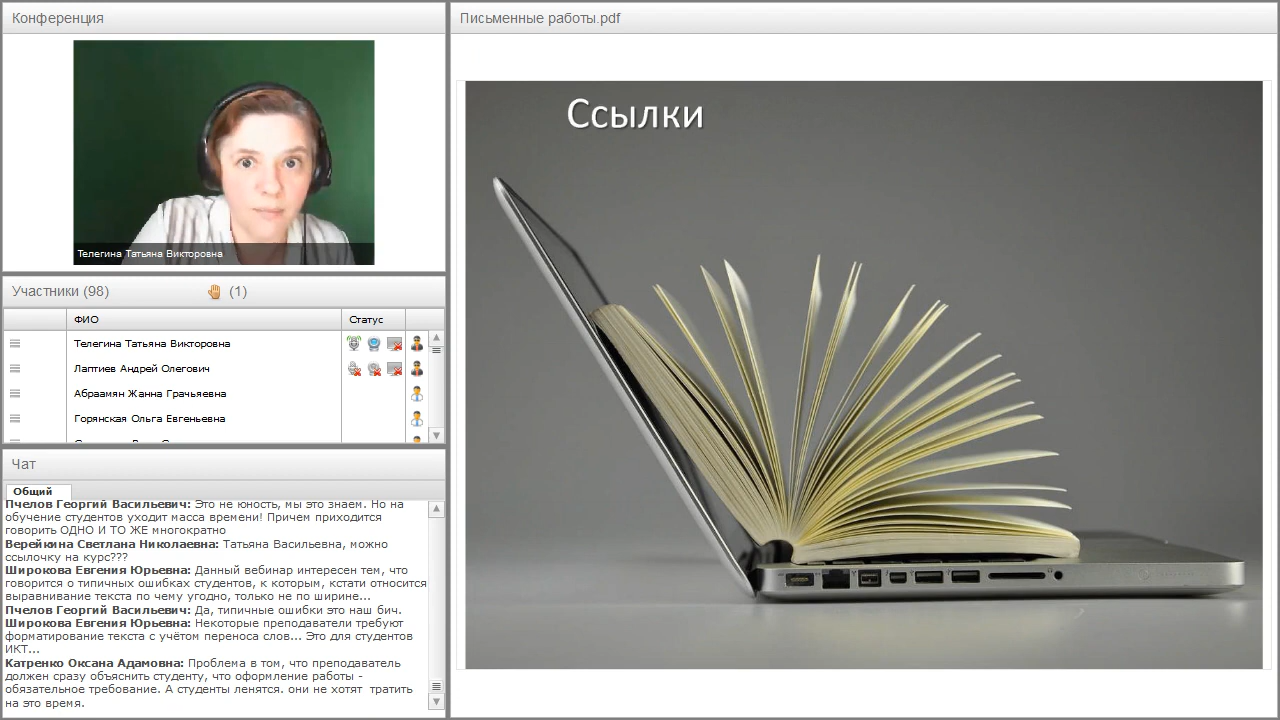 Конференция
Телегина Татьяна Викторовна
Участники (98)
(1)
ФИО
Статус
Телегина Татьяна Викторовна
Лаптиев Андрей Олегович
Абраамян Жанна Грачьяевна
Горянская Ольга Евгеньевна
Чат
Общий
Пчелов Георгий Васильевич: Это не юность, мы это знаем. Но на
обучение студентов уходит масса времени! Причем приходится
говорить ОДНО И ТО ЖЕ многократно
Верейкина Светлана Николаевна: Татьяна Васильевна, можно
ссылочку на курс???
Широкова Евгения Юрьевна: Данный вебинар интересен тем, что
говорится о типичных ошибках студентов, к которым, кстати относится
выравнивание текста по чему угодно, только не по ширине...
Пчелов Георгий Васильевич: Да, типичные ошибки это наш бич.
Широкова Евгения Юрьевна: Некоторые преподаватели требуют
форматирование текста с учётом переноса слов... Это для студентов
ИКТ...
Катренко Оксана Адамовна: Проблема в том, что преподаватель
должен сразу объяснить студенту, что оформление работы -
обязательное требование. А студенты ленятся. они не хотят тратить
на это время.
Письменные работы.pdf
Ссылки